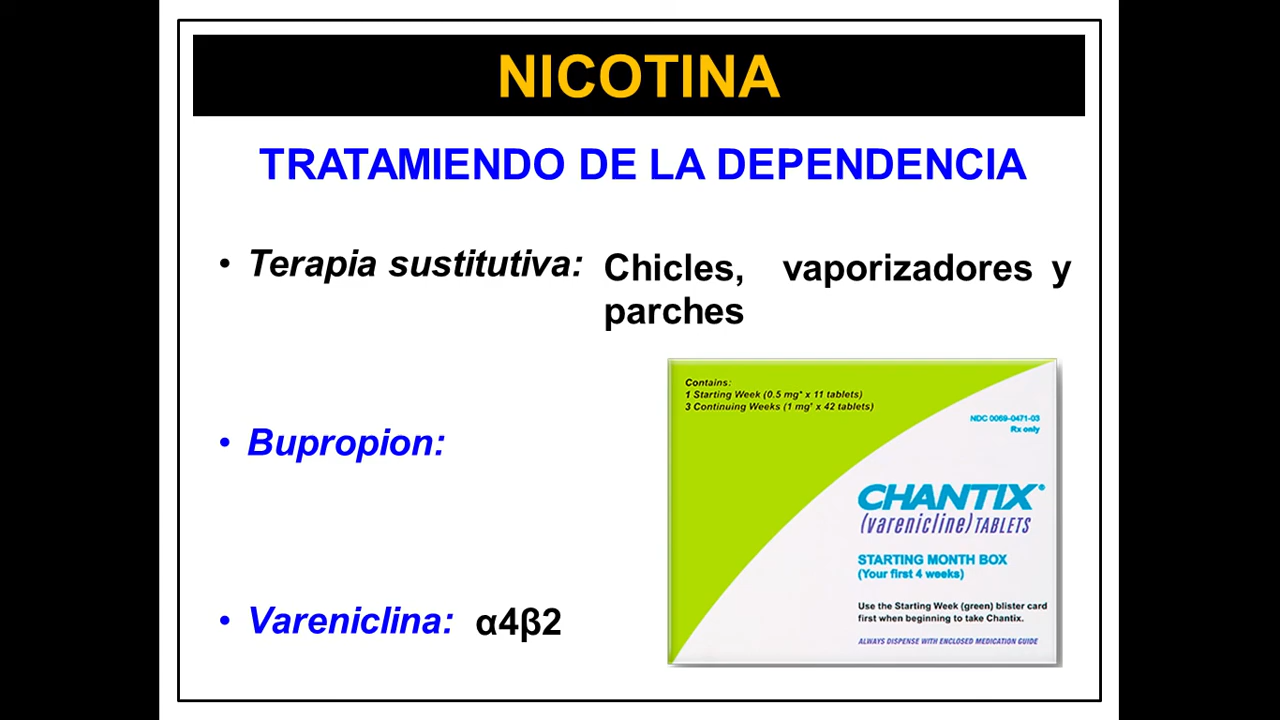 NICOTINA
TRATAMIENDO DE LA DEPENDENCIA
• Terapia sustitutiva: Chicles, vaporizadores y
parches
Contains:
1 Starting Week (0.5 mg* x 11 tablets)
3 Continuing Weeks (1 mg† x 42 tablets)
NDC 0069-0471-03
Rx only
• Bupropion:
CHANTIX®
(varenicline) TABLETS
STARTING MONTH BOX
(Your first 4 weeks)
Use the Starting Week (green) blister card
first when beginning to take Chantix.
ALWAYS DISPENSE WITH ENCLOSED MEDICATION GUIDE
• Vareniclina: α4β2